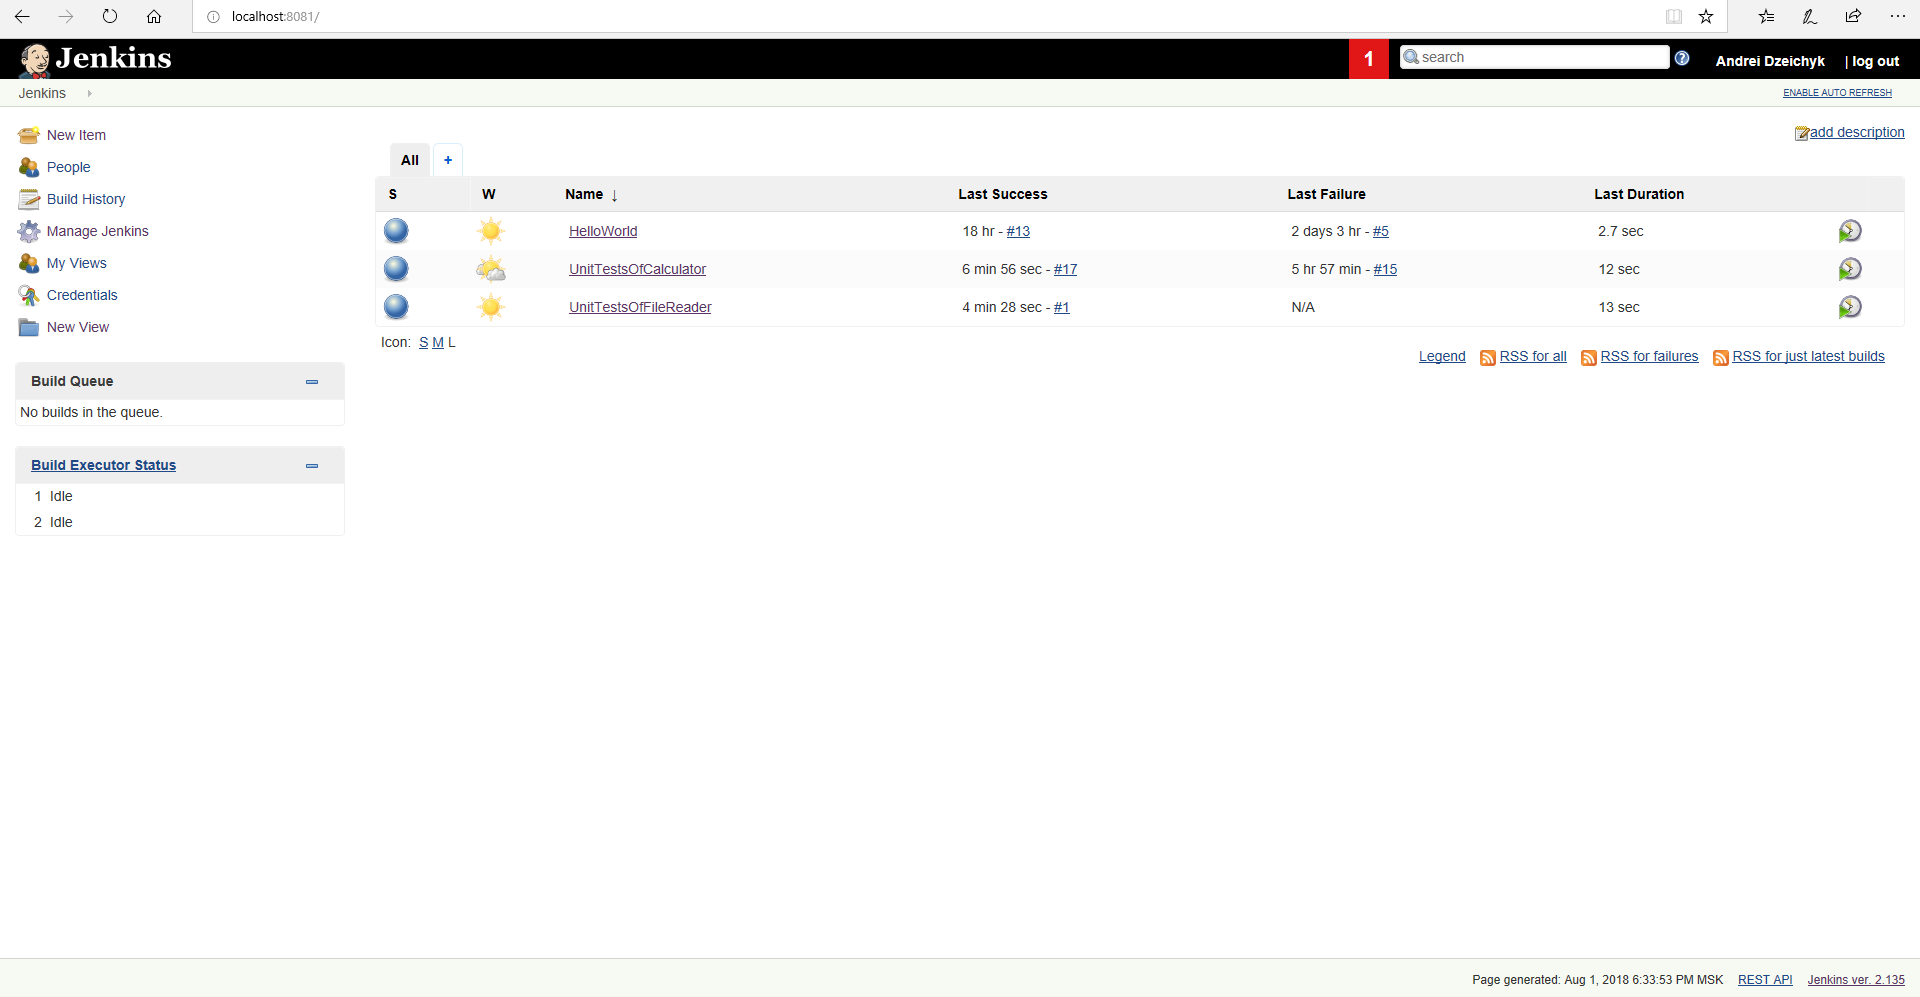 localhost:8081/
Jenkins
1
search
Andrei Dzeichyk
| log out
Jenkins
ENABLE AUTO REFRESH
New Item
People
Build History
Manage Jenkins
My Views
Credentials
New View
add description
All
+
S W Name ↓ Last Success Last Failure Last Duration
HelloWorld 18 hr - #13 2 days 3 hr - #5 2.7 sec
UnitTestsOfCalculator 6 min 56 sec - #17 5 hr 57 min - #15 12 sec
UnitTestsOfFileReader 4 min 28 sec - #1 N/A 13 sec
Icon: S M L
Legend RSS for all RSS for failures RSS for just latest builds
Build Queue
No builds in the queue.
Build Executor Status
1 Idle
2 Idle
Page generated: Aug 1, 2018 6:33:53 PM MSK REST API Jenkins ver. 2.135